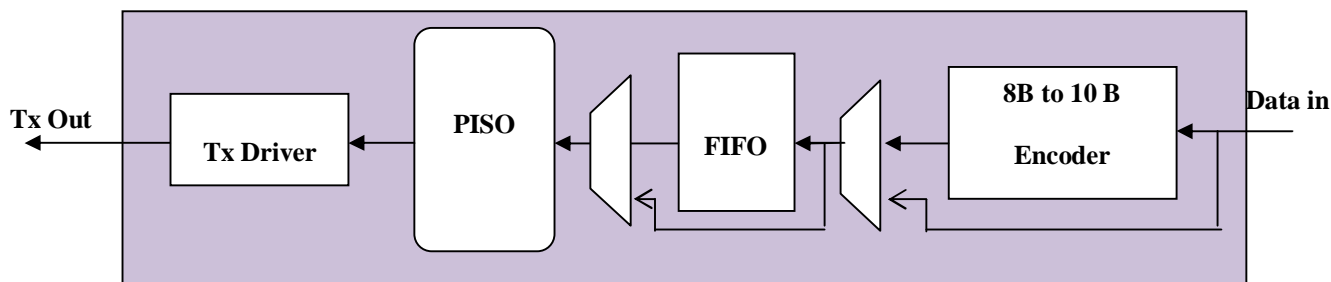 Tx Out
Tx Driver
PISO
FIFO
8B to 10 B
Encoder
Data in